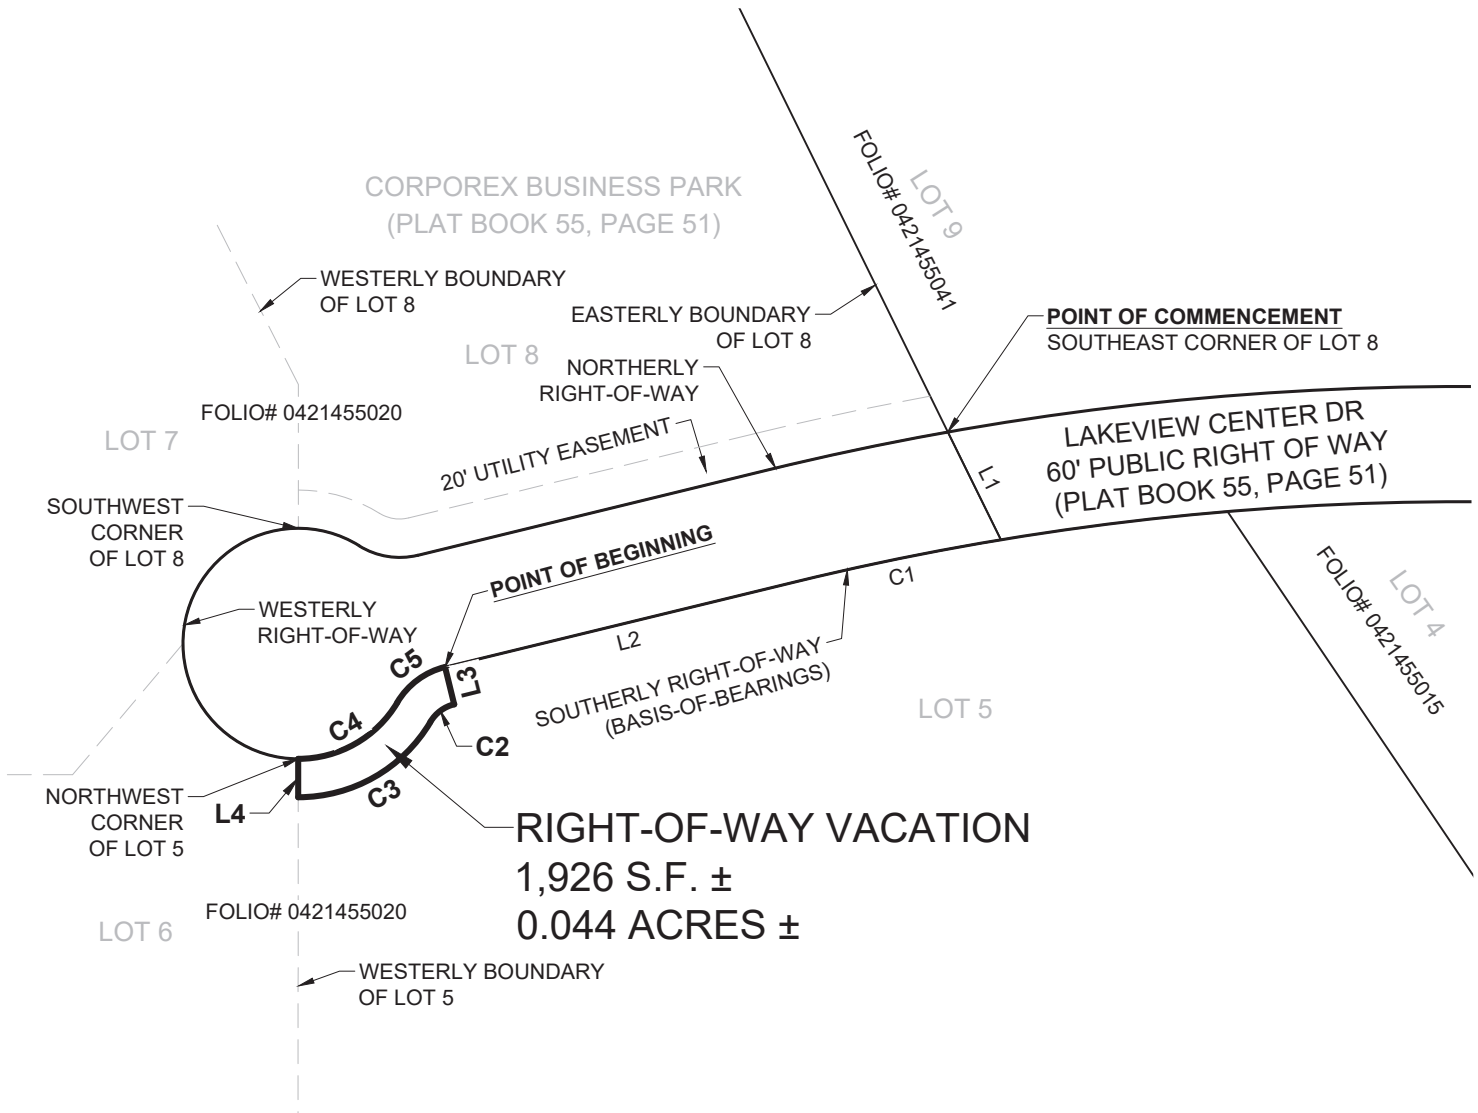 FOLIO# 0421455041
LOT 9
CORPOREX BUSINESS PARK
(PLAT BOOK 55, PAGE 51)
WESTERLY BOUNDARY
OF LOT 8
EASTERLY BOUNDARY
OF LOT 8
POINT OF COMMENCEMENT
SOUTHEAST CORNER OF LOT 8
LOT 8
NORTHERLY
RIGHT-OF-WAY
FOLIO# 0421455020
LOT 7
20' UTILITY EASEMENT
LAKEVIEW CENTER DR
60' PUBLIC RIGHT OF WAY
(PLAT BOOK 55, PAGE 51)
L1
SOUTHWEST
CORNER
OF LOT 8
POINT OF BEGINNING
C1
FOLIO# 0421455015
LOT 4
WESTERLY
RIGHT-OF-WAY
L2
C5
L3
SOUTHERLY RIGHT-OF-WAY
(BASIS-OF-BEARINGS)
LOT 5
C4
C2
NORTHWEST
CORNER
OF LOT 5
L4
C3
RIGHT-OF-WAY VACATION
1,926 S.F. ±
0.044 ACRES ±
FOLIO# 0421455020
LOT 6
WESTERLY BOUNDARY
OF LOT 5